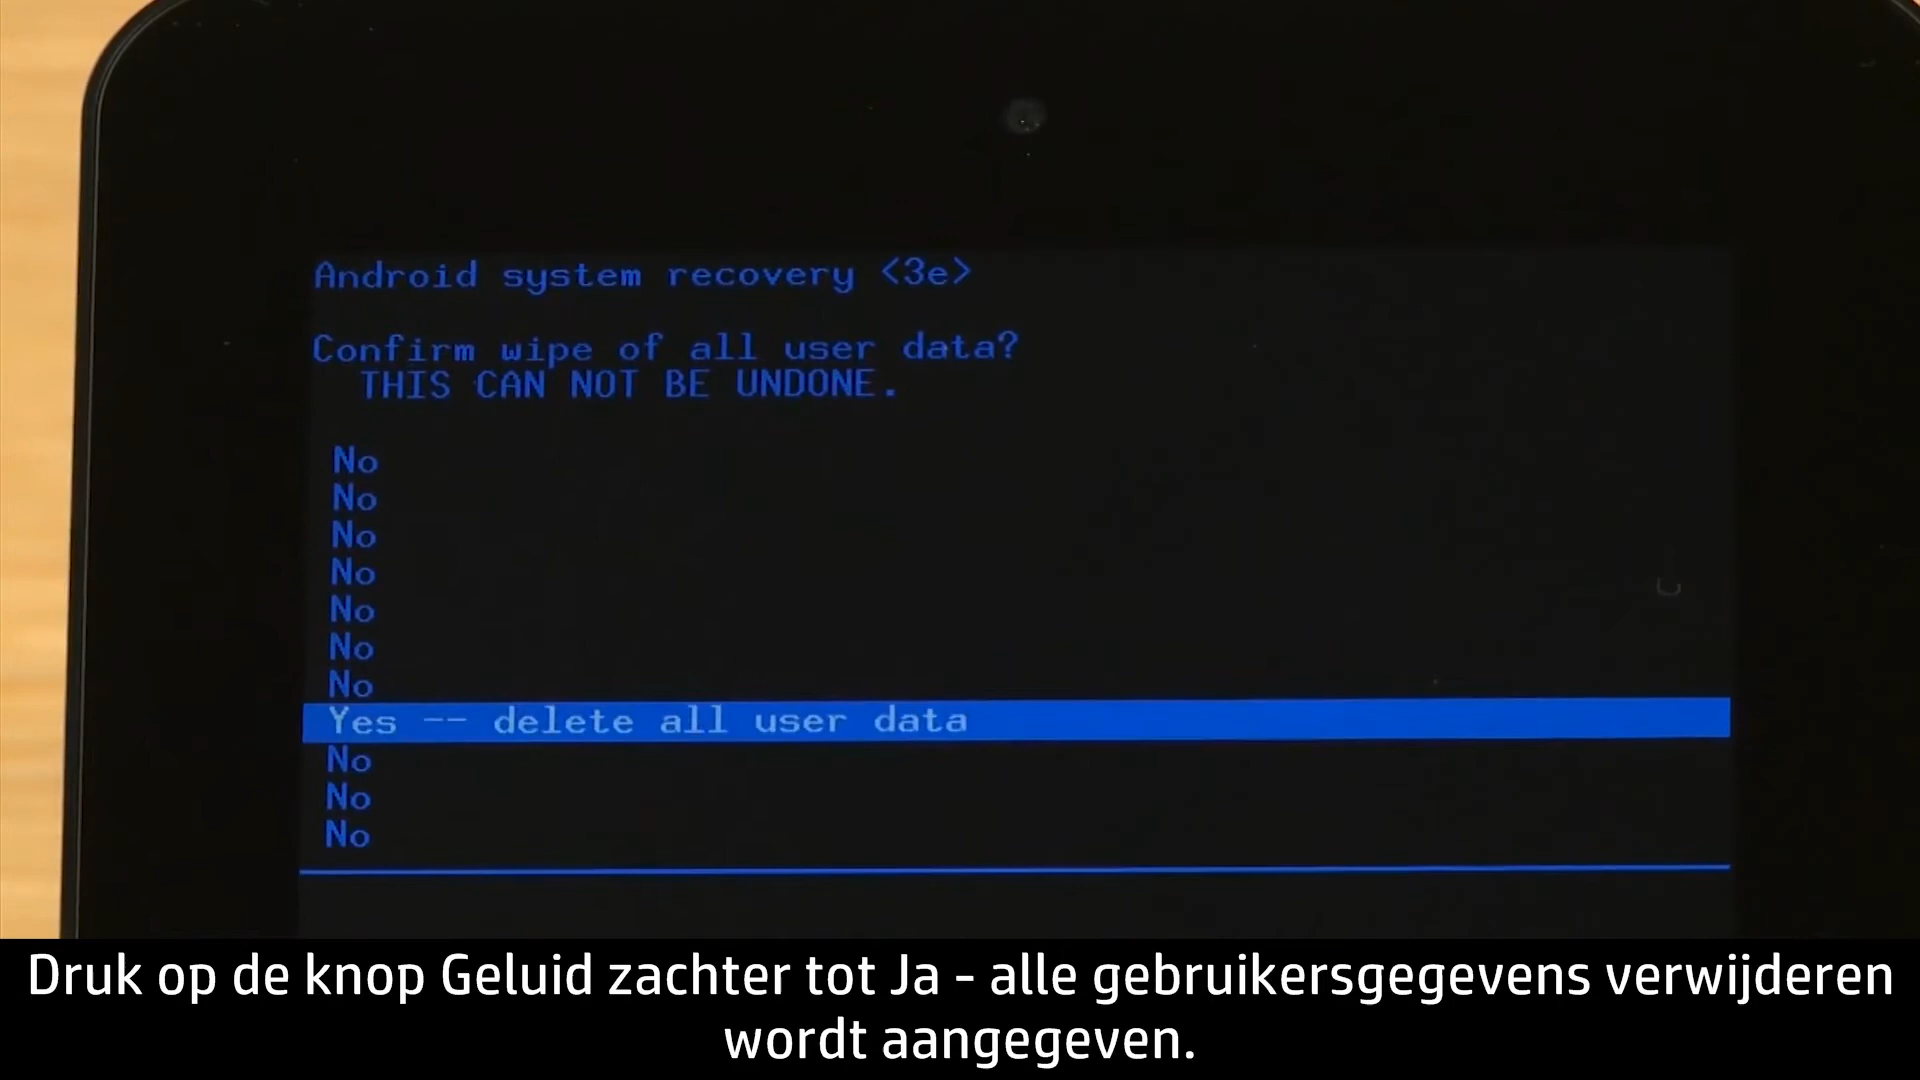 Android system recovery <3e>
Confirm wipe of all user data?
THIS CAN NOT BE UNDONE.
No
No
No
No
No
No
No
Yes -- delete all user data
No
No
No
Druk op de knop Geluid zachter tot Ja - alle gebruikersgegevens verwijderen
wordt aangegeven.